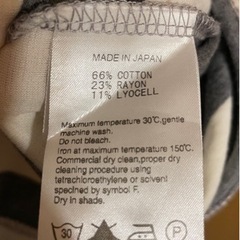 MADE IN JAPAN
66% COTTON
23% RAYON
11% LYOCELL
Maximum temperature 30℃,gentle
machine wash.
Do not bleach.
Iron at maximum temperature 150℃.
Commercial dry clean,proper dry
cleaning procedure using
tetrachloroethylene or solvent
specified by symbol F.
Dry in shade.
30
P